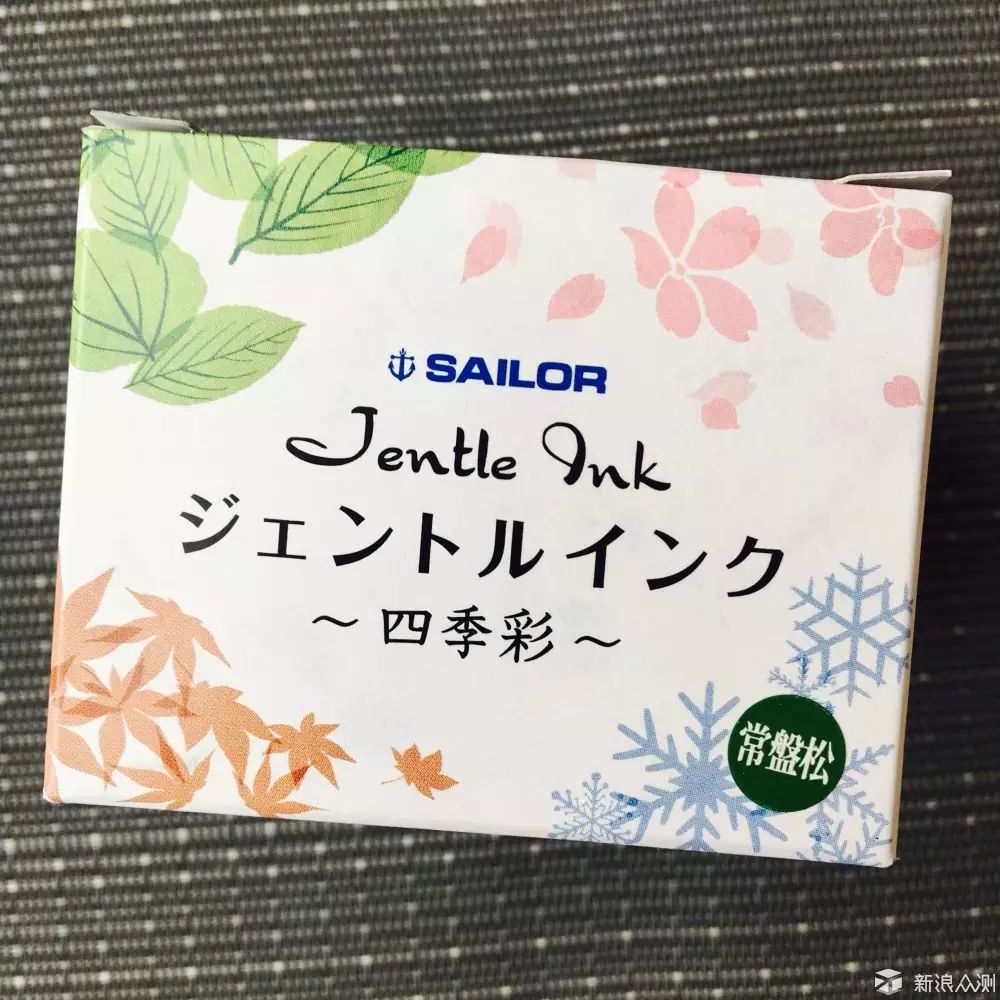 SAILOR
Jentle Ink
ジェントルインク
～四季彩～
常盤松
新浪众测